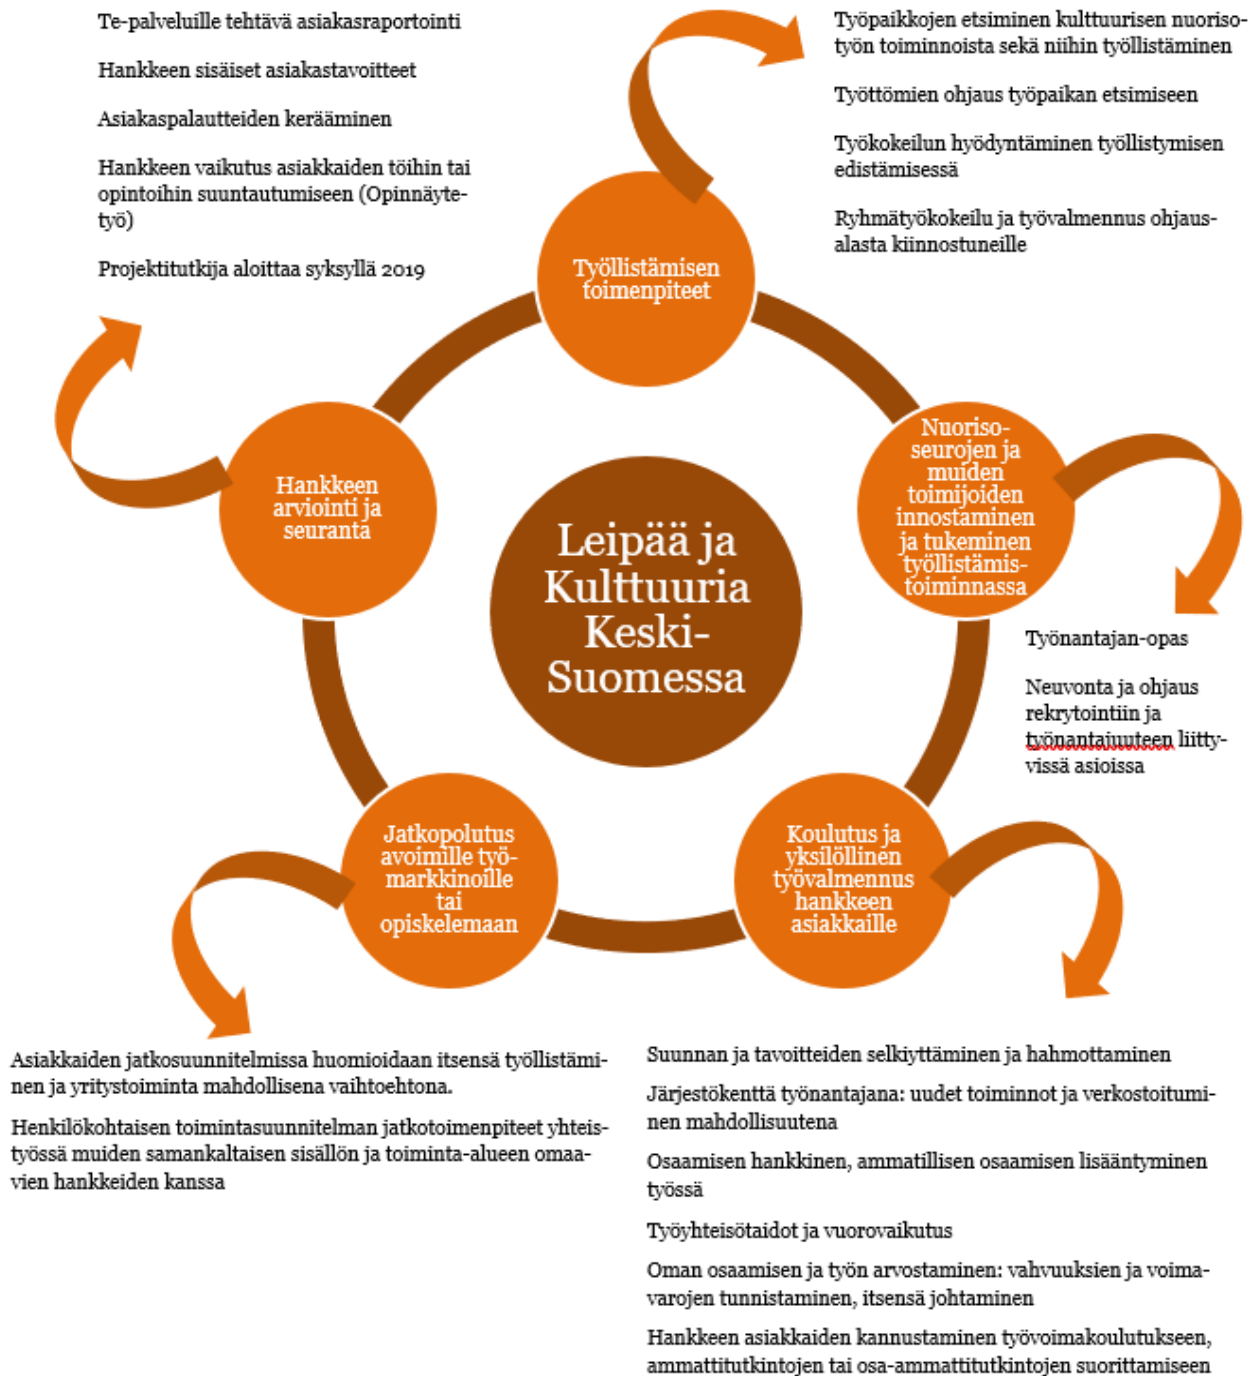 Te-palveluille tehtävä asiakasraportointi
Hankkeen sisäiset asiakastavoitteet
Asiakaspalautteiden kerääminen
Hankkeen vaikutus asiakkaiden töihin tai
opintoihin suuntautumiseen (Opinnäyte-
työ)
Projektitutkija aloittaa syksyllä 2019
Työpaikkojen etsiminen kulttuurisen nuoriso-
työn toiminnoista sekä niihin työllistäminen
Työttömien ohjaus työpaikan etsimiseen
Työkokeilun hyödyntäminen työllistymisen
edistämisessä
Ryhmätyökokeilu ja työvalmennus ohjaus-
alasta kiinnostuneille
Työllistämisen
toimenpiteet
Nuoriso-
seurojen ja
muiden
toimijoiden
innostaminen
ja tukeminen
työllistämis-
toiminnassa
Hankkeen
arviointi ja
seuranta
Leipää ja
Kulttuuria
Keski-
Suomessa
Työnantajan-opas
Neuvonta ja ohjaus
rekrytointiin ja
työnantajuuteen liitty-
vissä asioissa
Jatkopolutus
avoimille työ-
markkinoille
tai
opiskelemaan
Koulutus ja
yksilöllinen
työvalmennus
hankkeen
asiakkaille
Asiakkaiden jatkosuunnitelmissa huomioidaan itsensä työllistämi-
nen ja yritystoiminta mahdollisena vaihtoehtona.
Henkilökohtaisen toimintasuunnitelman jatkotoimenpiteet yhteis-
työssä muiden samankaltaisen sisällön ja toiminta-alueen omaa-
vien hankkeiden kanssa
Suunnan ja tavoitteiden selkiyttäminen ja hahmottaminen
Järjestökenttä työnantajana: uudet toiminnot ja verkostoitumi-
nen mahdollisuutena
Osaamisen hankkinen, ammatillisen osaamisen lisääntyminen
työssä
Työyhteisötaidot ja vuorovaikutus
Oman osaamisen ja työn arvostaminen: vahvuuksien ja voima-
varojen tunnistaminen, itsensä johtaminen
Hankkeen asiakkaiden kannustaminen työvoimakoulutukseen,
ammattitutkintojen tai osa-ammattitutkintojen suorittamiseen